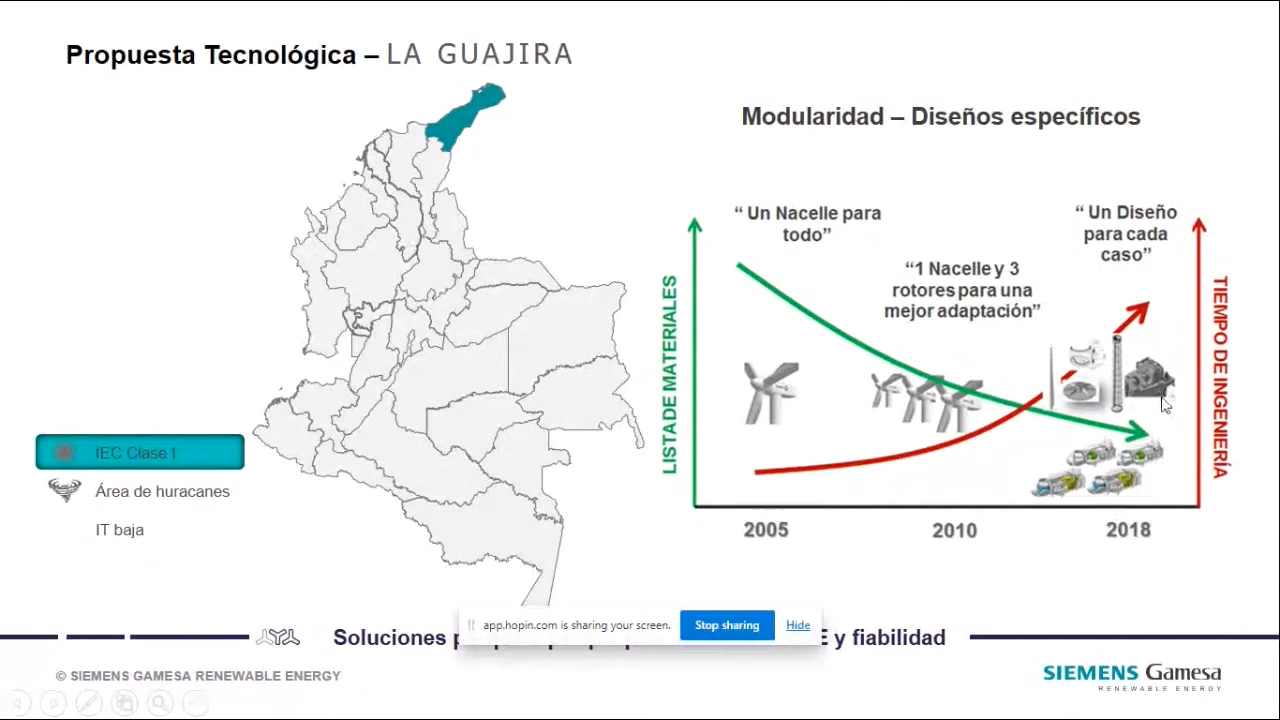 Propuesta Tecnológica – LA GUAJIRA
Modularidad – Diseños específicos
“ Un Nacelle para
todo”
“1 Nacelle y 3
rotores para una
mejor adaptación”
“ Un Diseño
para cada
caso”
LISTA DE MATERIALES
TIEMPO DE INGENIERÍA
2005
2010
2018
IEC Clase I
Área de huracanes
IT baja
app.hopin.com is sharing your screen.
Stop sharing
Hide
Soluciones
y fiabilidad
© SIEMENS GAMESA RENEWABLE ENERGY
SIEMENS Gamesa
RENEWABLE ENERGY